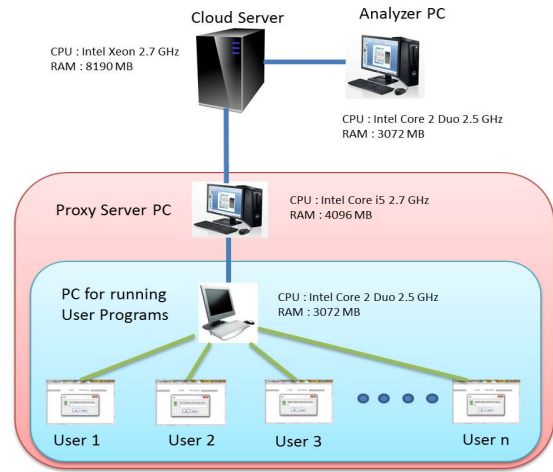 Cloud Server
Analyzer PC
CPU : Intel Xeon 2.7 GHz
RAM : 8190 MB
CPU : Intel Core 2 Duo 2.5 GHz
RAM : 3072 MB
Proxy Server PC
CPU : Intel Core i5 2.7 GHz
RAM : 4096 MB
PC for running
User Programs
CPU : Intel Core 2 Duo 2.5 GHz
RAM : 3072 MB
User 1
User 2
User 3
User n